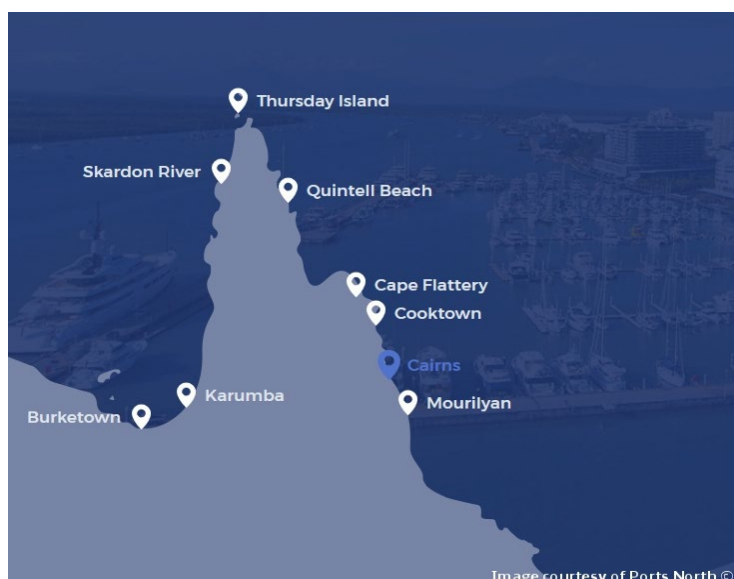 Thursday Island
Skardon River
Quintell Beach
Cape Flattery
Cooktown
Cairns
Karumba
Mourilyan
Burketown
Image courtesy of Ports North ©